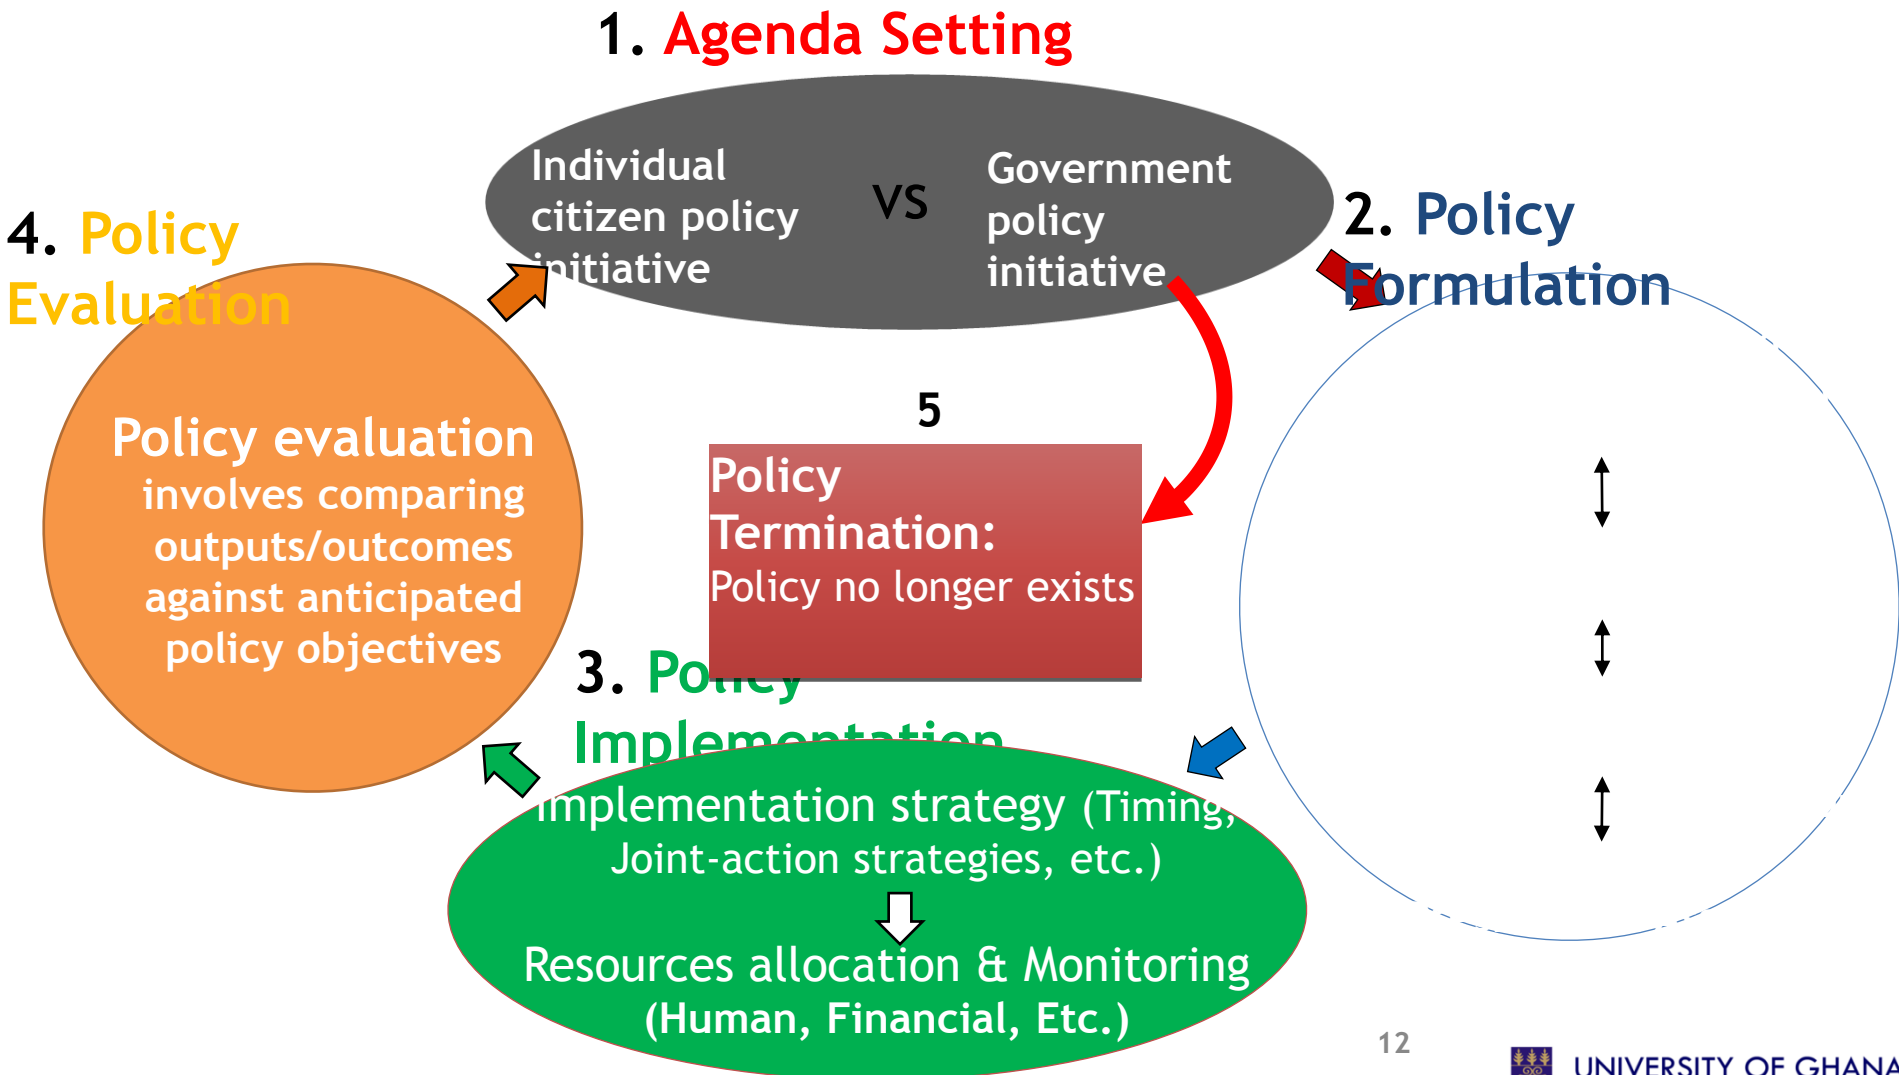 1. Agenda Setting
Individual
citizen policy
initiative
VS
Government
policy
initiative
2. Policy
Formulation
4. Policy
Evaluation
Policy evaluation
involves comparing
outputs/outcomes
against anticipated
policy objectives
5
Policy
Termination:
Policy no longer exists
3. Policy
Implementation
Implementation strategy (Timing,
Joint-action strategies, etc.)
Resources allocation & Monitoring
(Human, Financial, Etc.)
12
UNIVERSITY OF GHANA